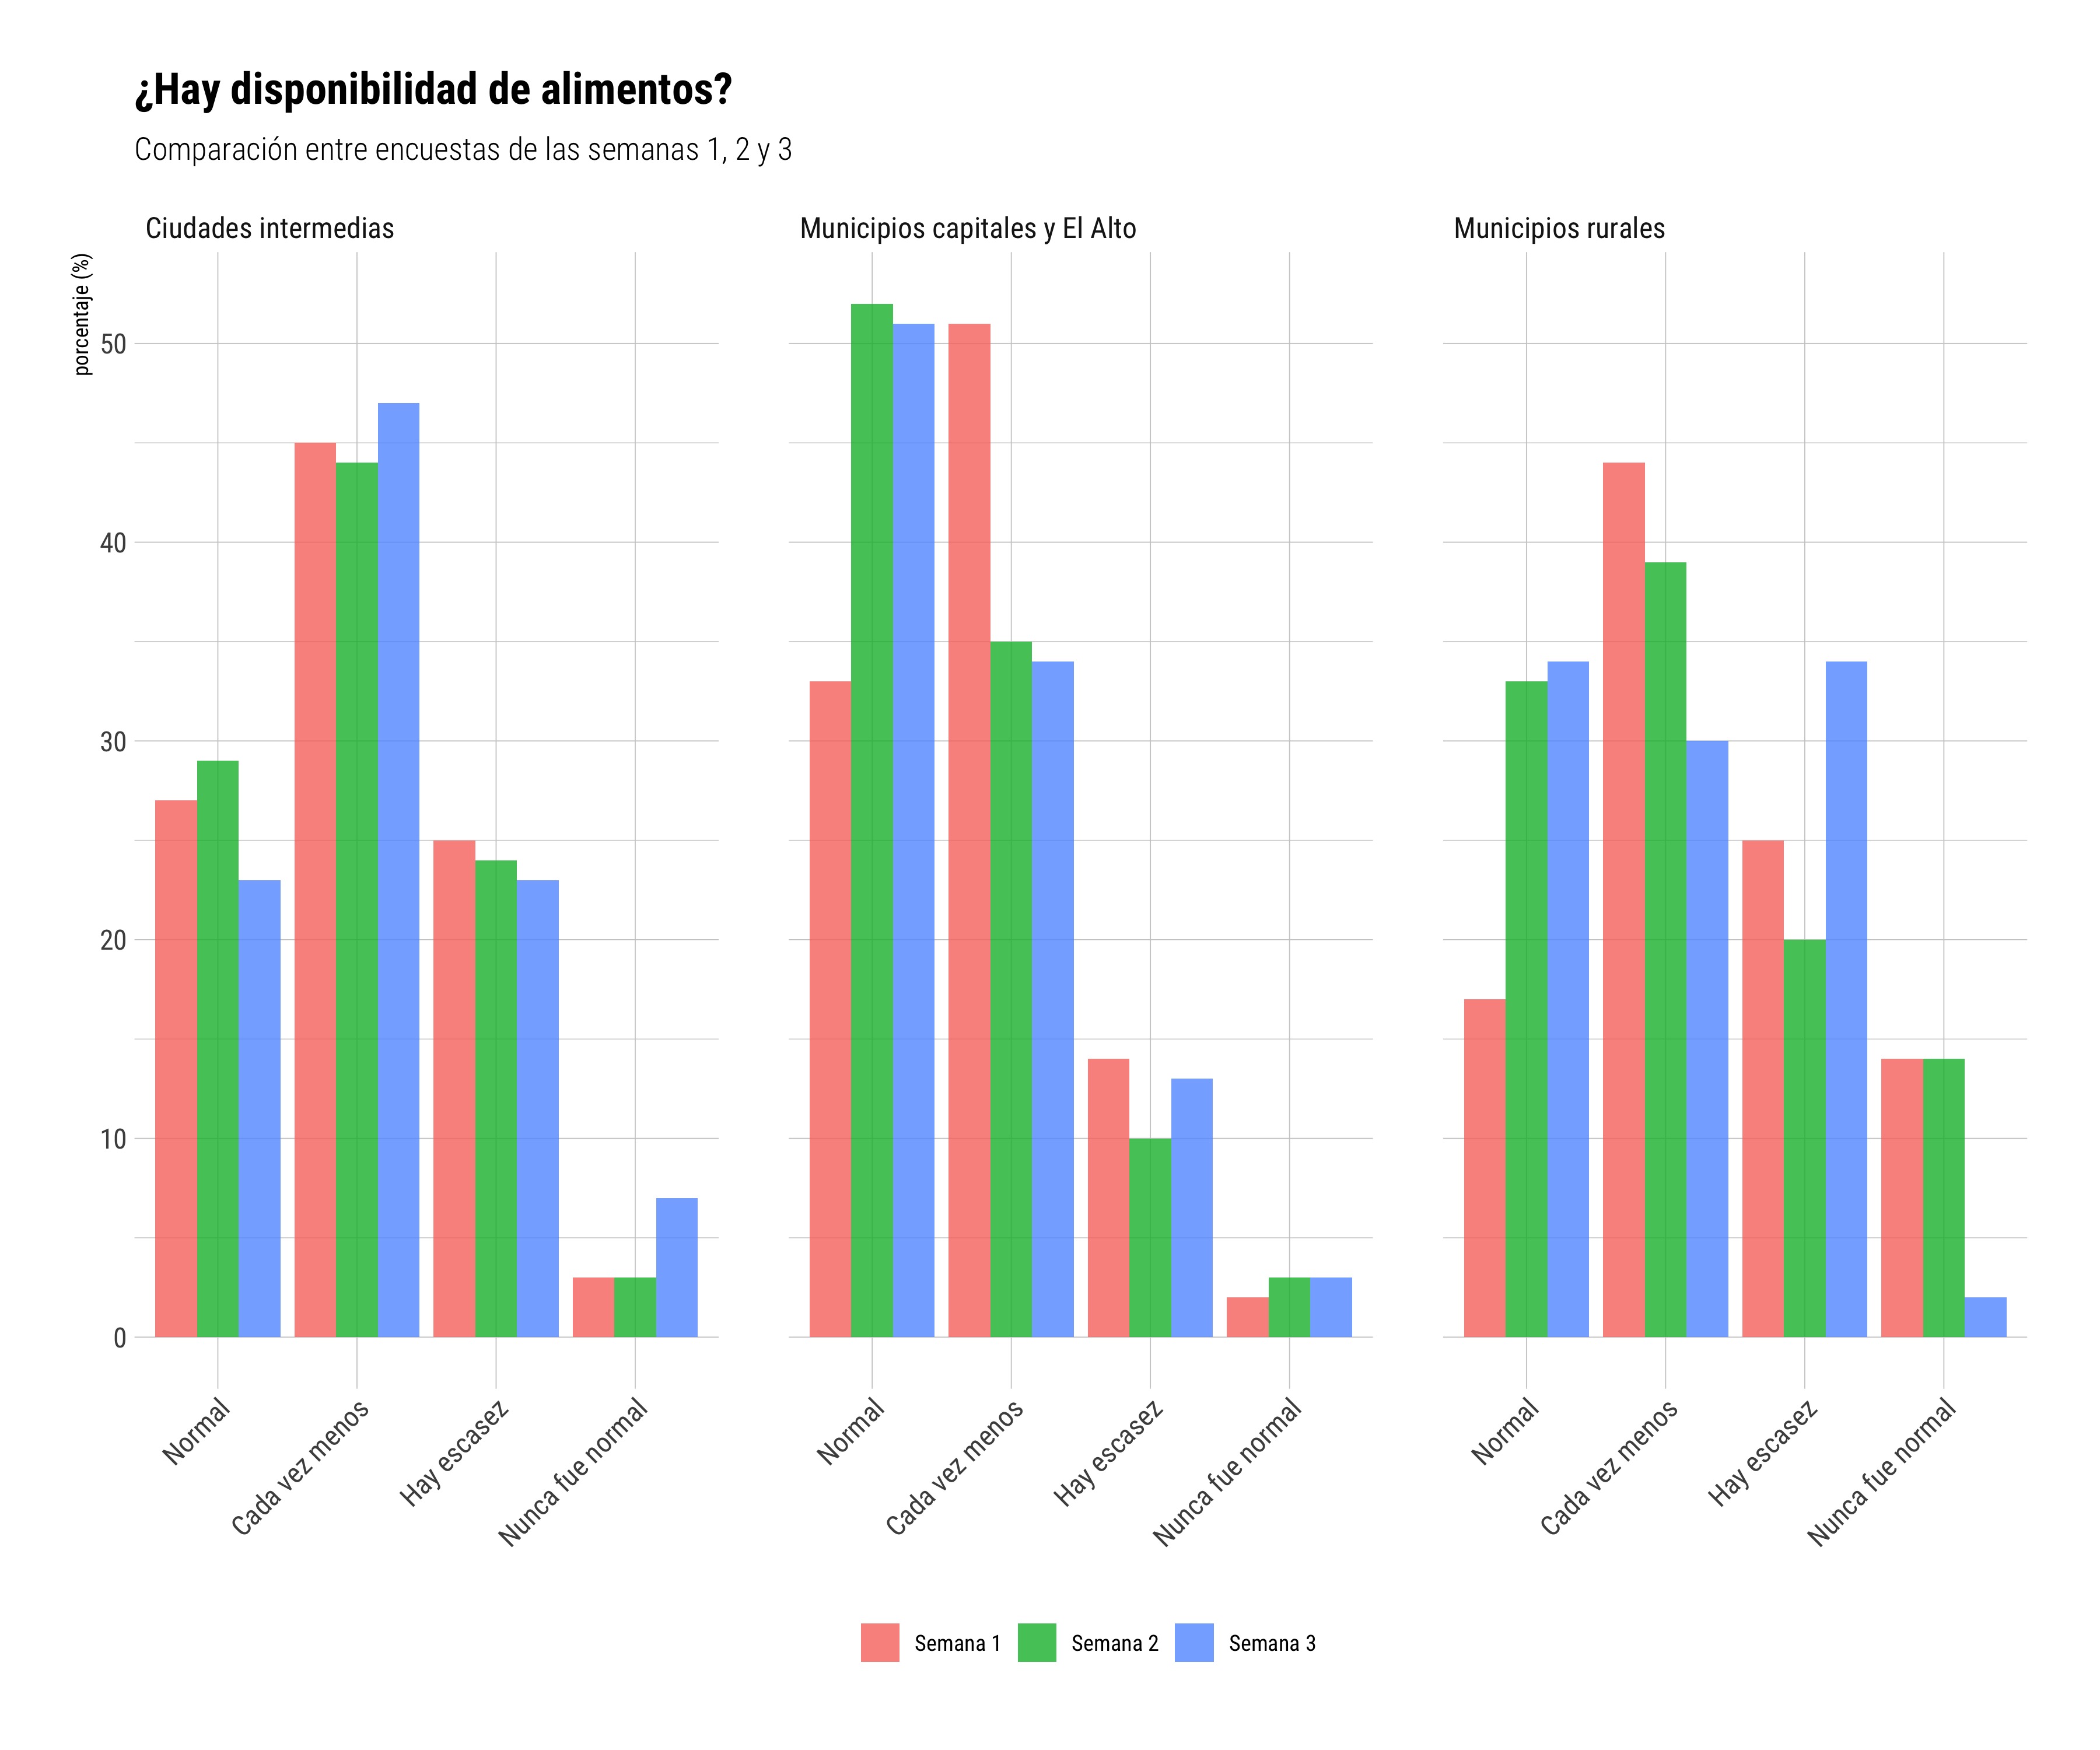 ¿Hay disponibilidad de alimentos?
Comparación entre encuestas de las semanas 1, 2 y 3
Ciudades intermedias
Municipios capitales y El Alto
Municipios rurales
porcentaje (%)
50
40
30
20
10
0
Normal
Cada vez menos
Hay escasez
Nunca fue normal
Normal
Cada vez menos
Hay escasez
Nunca fue normal
Normal
Cada vez menos
Hay escasez
Nunca fue normal
Semana 1
Semana 2
Semana 3